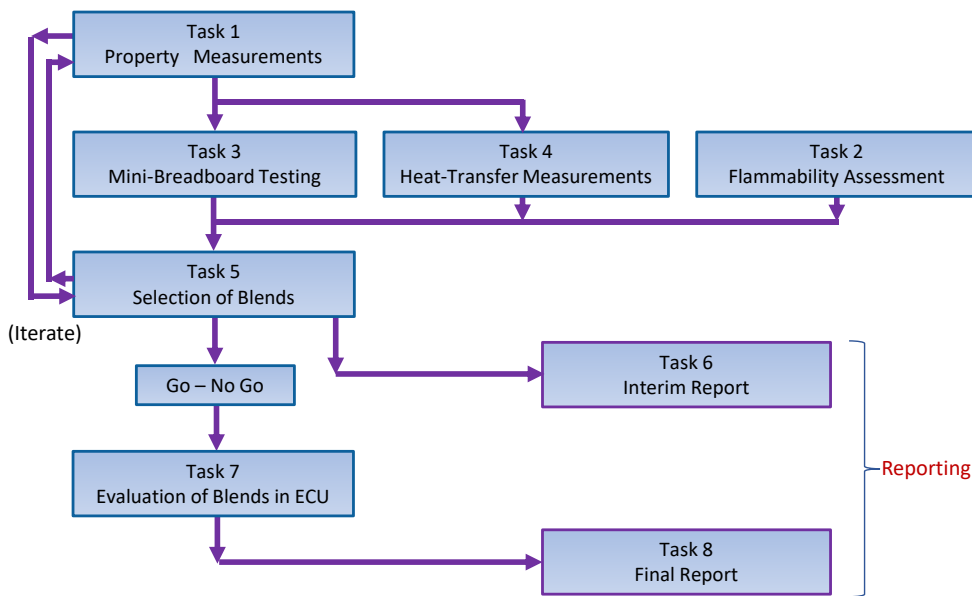 Task 1
Property Measurements
Task 3
Mini-Breadboard Testing
Task 4
Heat-Transfer Measurements
Task 2
Flammability Assessment
Task 5
Selection of Blends
(Iterate)
Go – No Go
Task 6
Interim Report
Reporting
Task 7
Evaluation of Blends in ECU
Task 8
Final Report